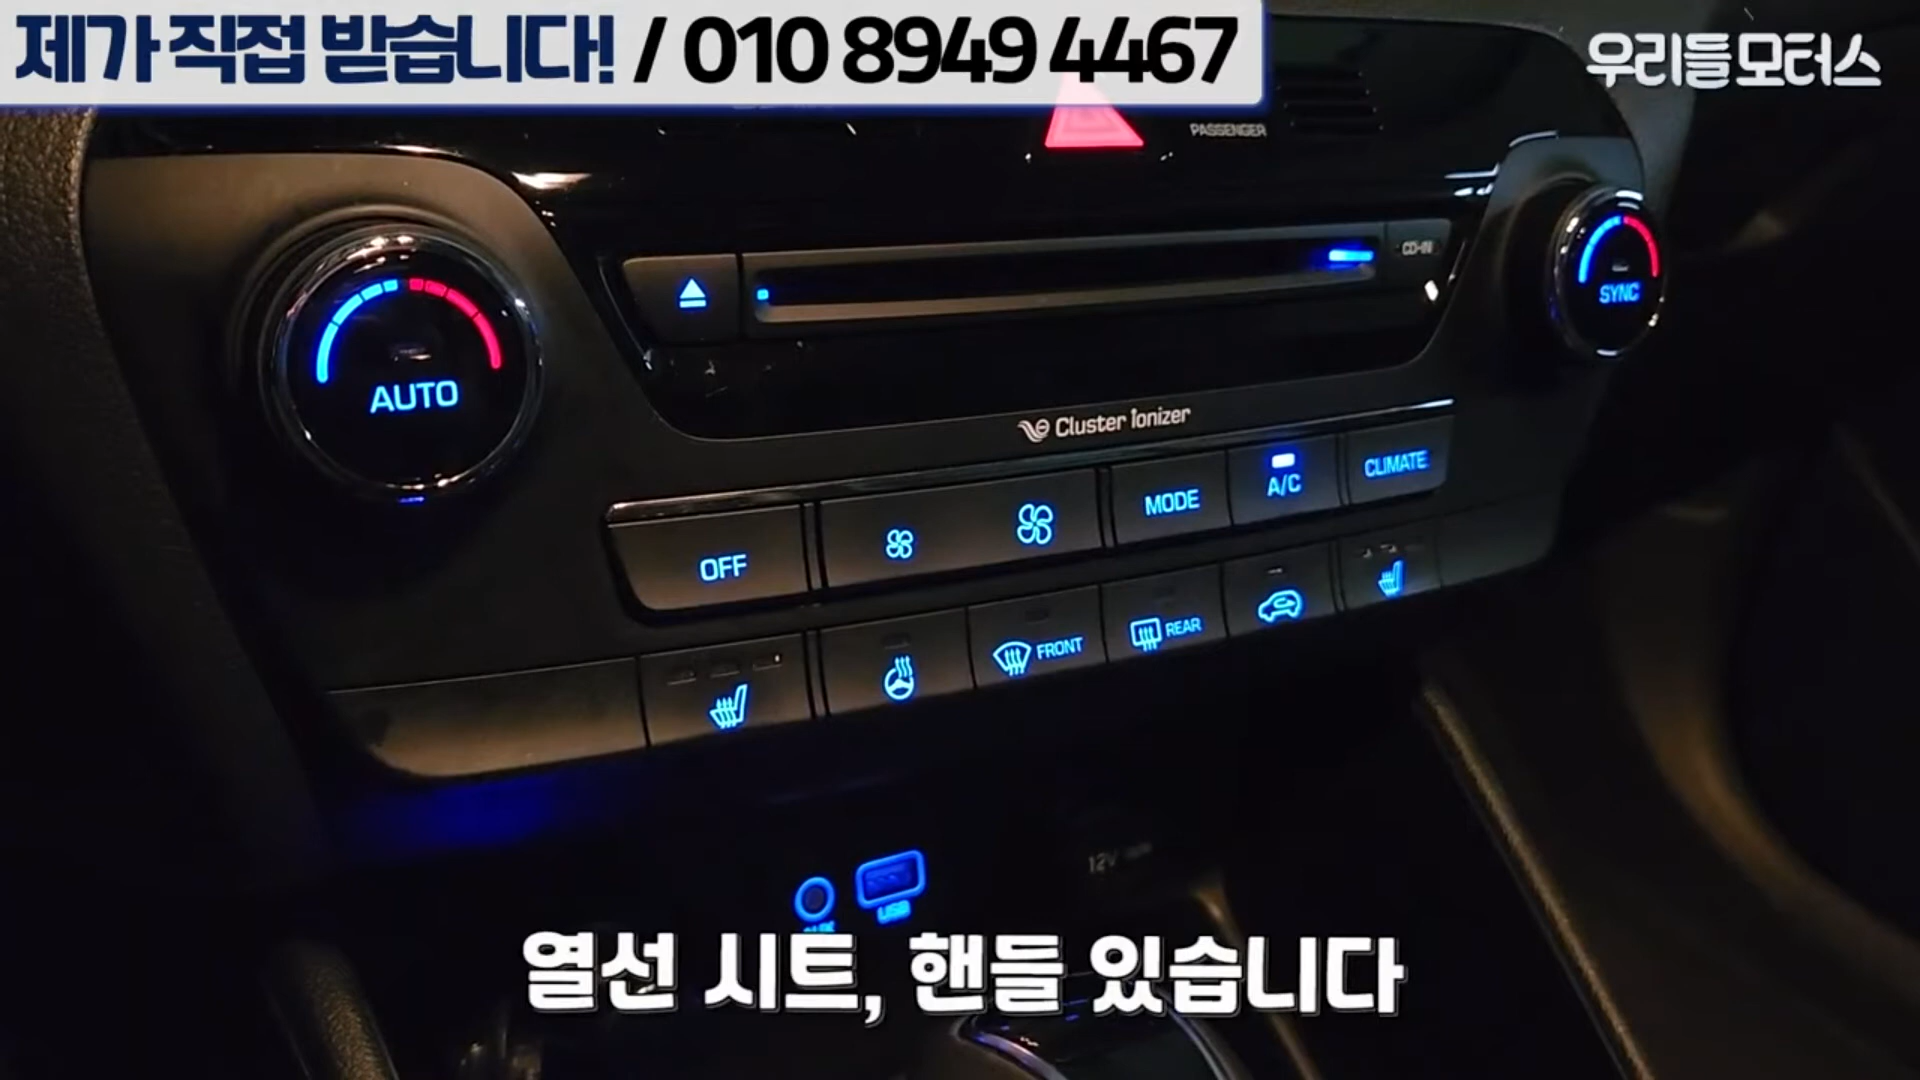 제가 직접 받습니다! / 010 8949 4467
우리들모터스
PASSENGER
CD-IN
AUTO
SYNC
Cluster Ionizer
OFF
MODE
A/C
CLIMATE
FRONT
REAR
12V
USB
열선 시트, 핸들 있습니다